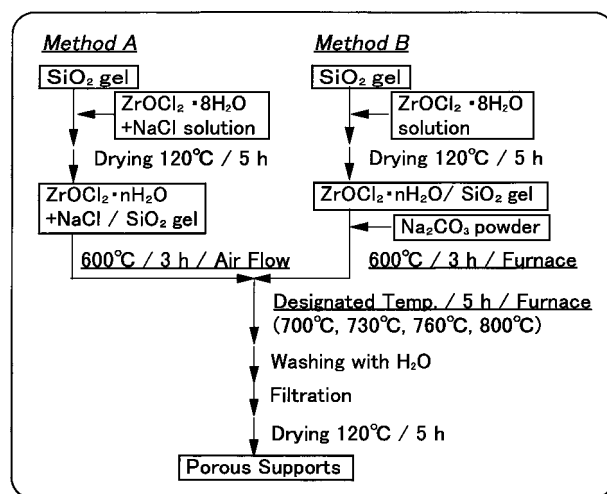 Method A
SiO₂ gel
ZrOCl₂・8H₂O
+NaCl solution
Drying 120℃ / 5 h
ZrOCl₂・nH₂O
+NaCl / SiO₂ gel
600℃ / 3 h / Air Flow
Method B
SiO₂ gel
ZrOCl₂・8H₂O
solution
Drying 120℃ / 5 h
ZrOCl₂・nH₂O/ SiO₂ gel
Na₂CO₃ powder
600℃ / 3 h / Furnace
Designated Temp. / 5 h / Furnace
(700℃, 730℃, 760℃, 800℃)
Washing with H₂O
Filtration
Drying 120℃ / 5 h
Porous Supports